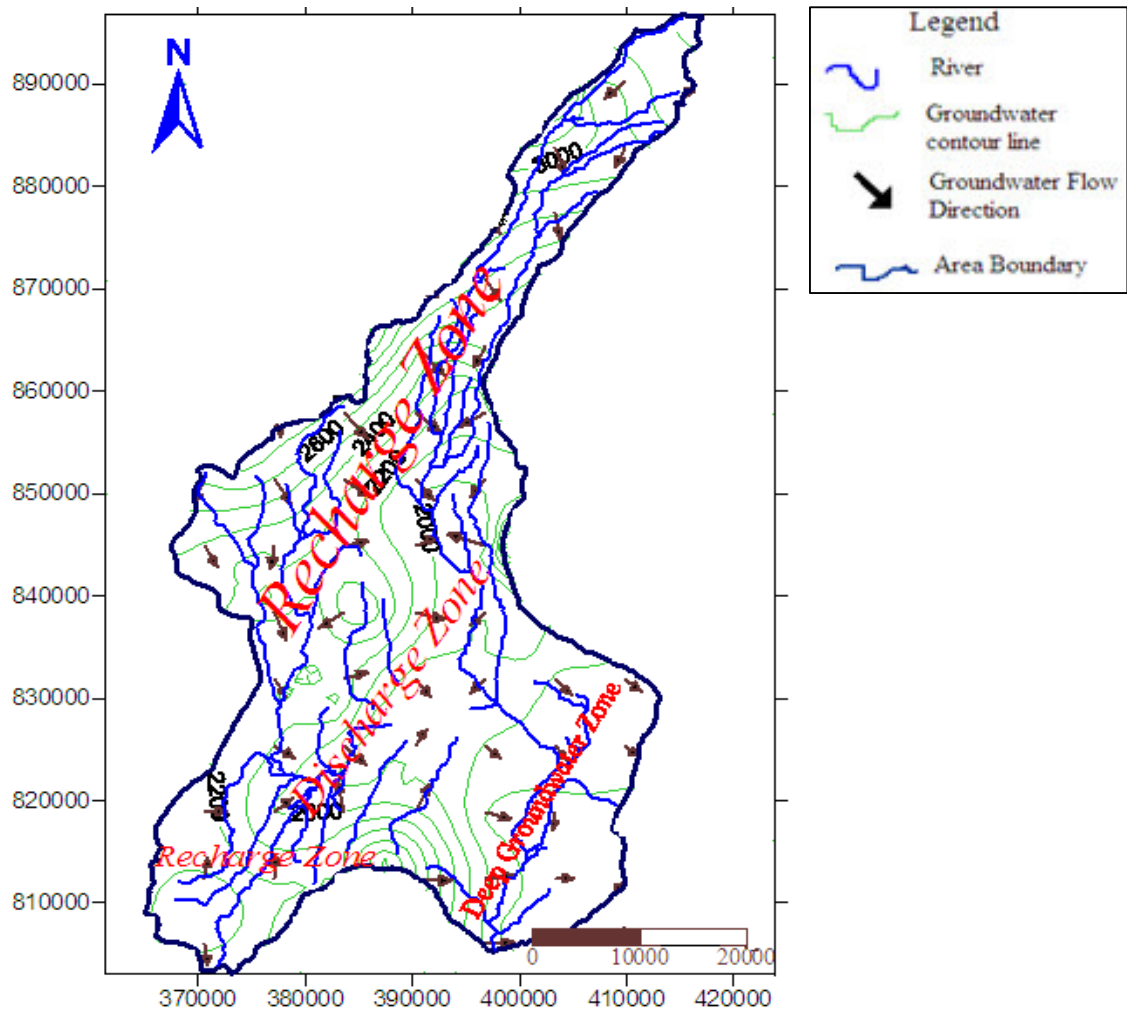 N
890000
880000
870000
860000
850000
840000
830000
820000
810000
3000
2600
2400
2200
2000
2200
2000
Recharge Zone
Discharge Zone
Deep Groundwater Zone
Recharge Zone
0
10000
20000
370000 380000 390000 400000 410000 420000
Legend
River
Groundwater
contour line
Groundwater Flow
Direction
Area Boundary